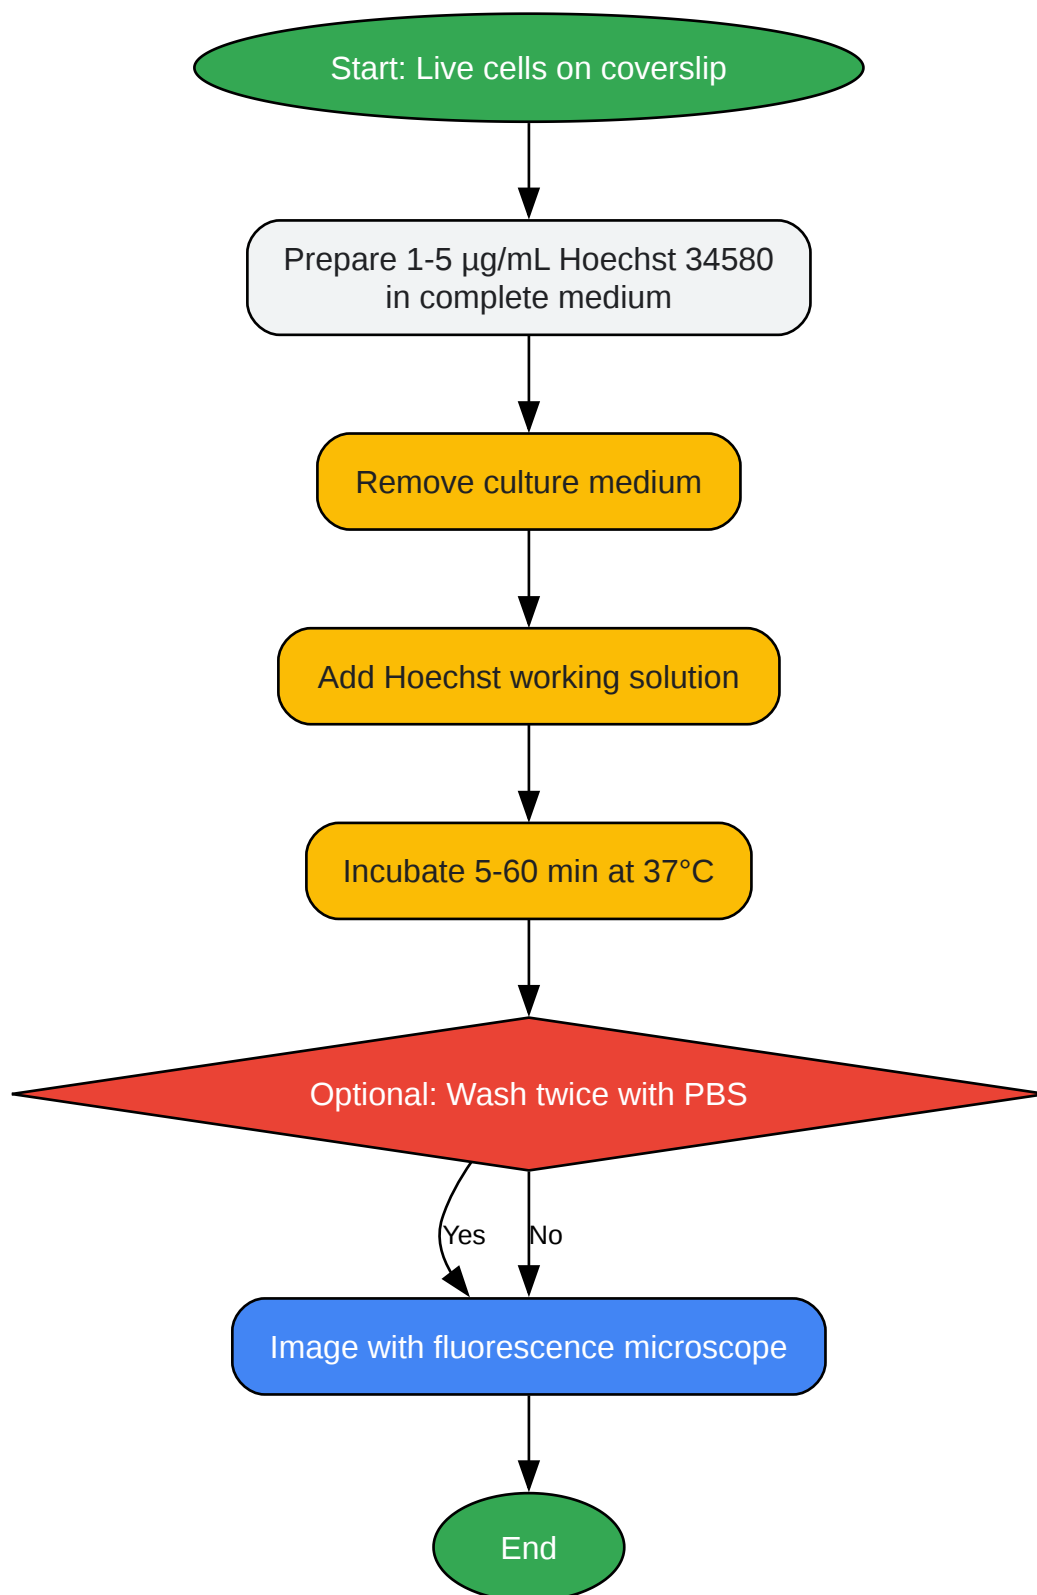 Start: Live cells on coverslip
Prepare 1-5 µg/mL Hoechst 34580
in complete medium
Remove culture medium
Add Hoechst working solution
Incubate 5-60 min at 37°C
Optional: Wash twice with PBS
Yes
No
Image with fluorescence microscope
End